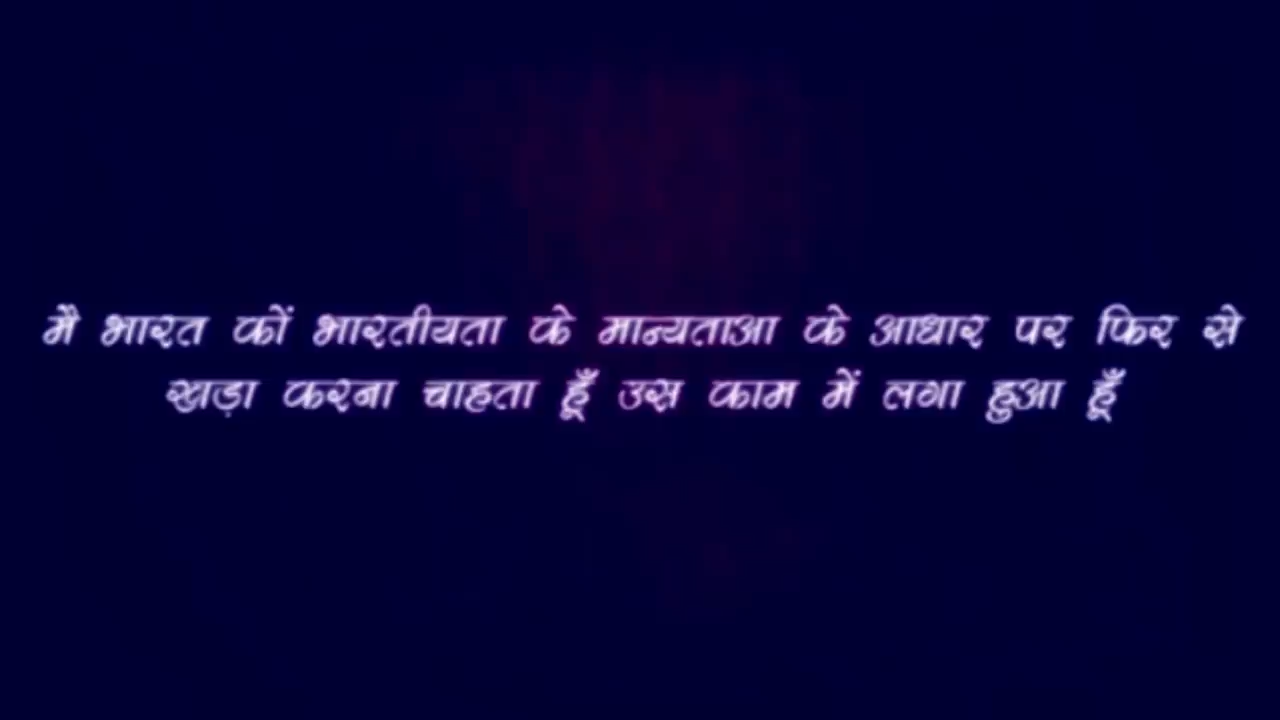 मै भारत कों भारतीयता के मान्यताआ के आधार पर फिर से
खड़ा करना चाहता हूँ उस काम में लगा हुआ हूँ